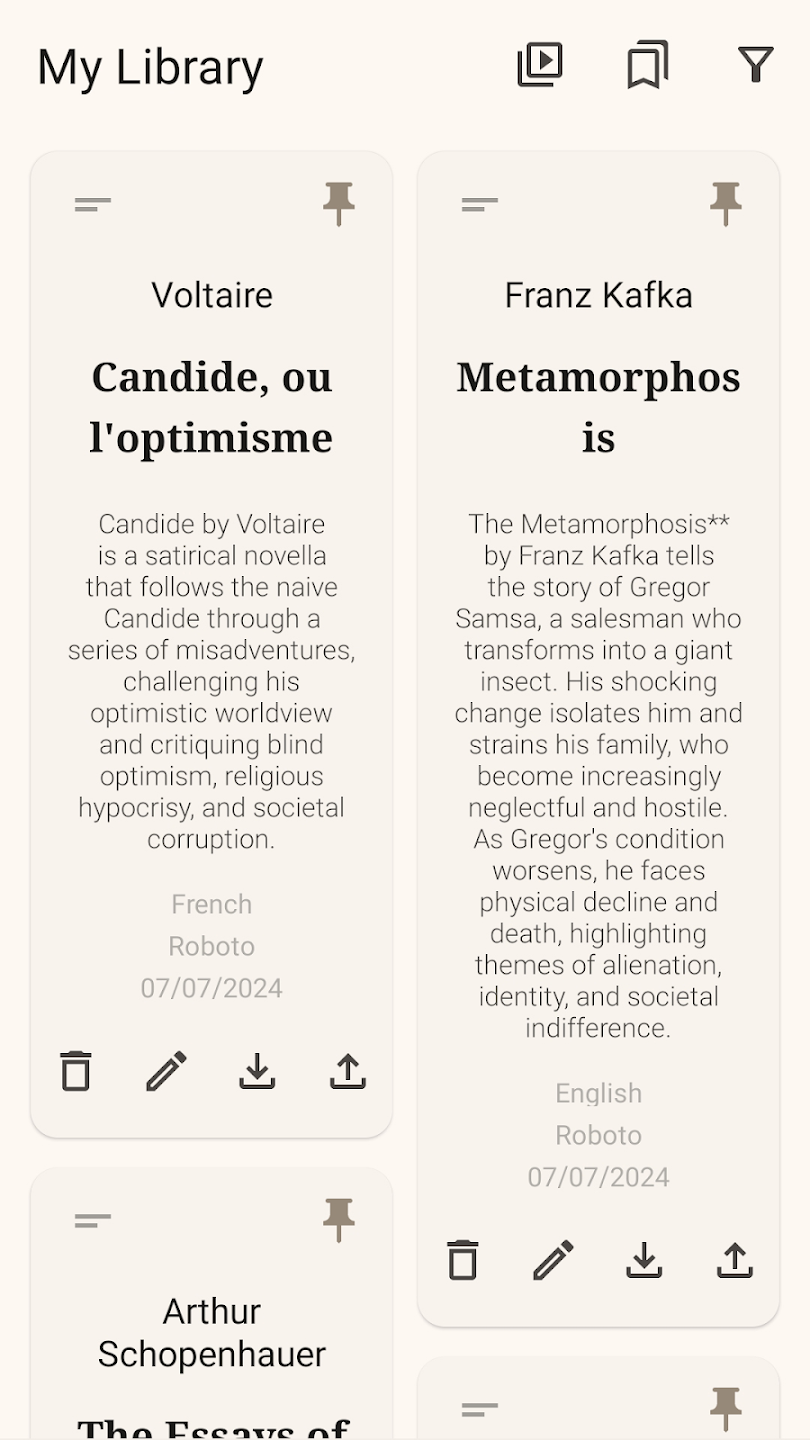 My Library
Voltaire
Candide, ou
l'optimisme
Candide by Voltaire
is a satirical novella
that follows the naive
Candide through a
series of misadventures,
challenging his
optimistic worldview
and critiquing blind
optimism, religious
hypocrisy, and societal
corruption.
French
Roboto
07/07/2024
Franz Kafka
Metamorphos
is
The Metamorphosis**
by Franz Kafka tells
the story of Gregor
Samsa, a salesman who
transforms into a giant
insect. His shocking
change isolates him and
strains his family, who
become increasingly
neglectful and hostile.
As Gregor's condition
worsens, he faces
physical decline and
death, highlighting
themes of alienation,
identity, and societal
indifference.
English
Roboto
07/07/2024
Arthur
Schopenhauer
The Essays of